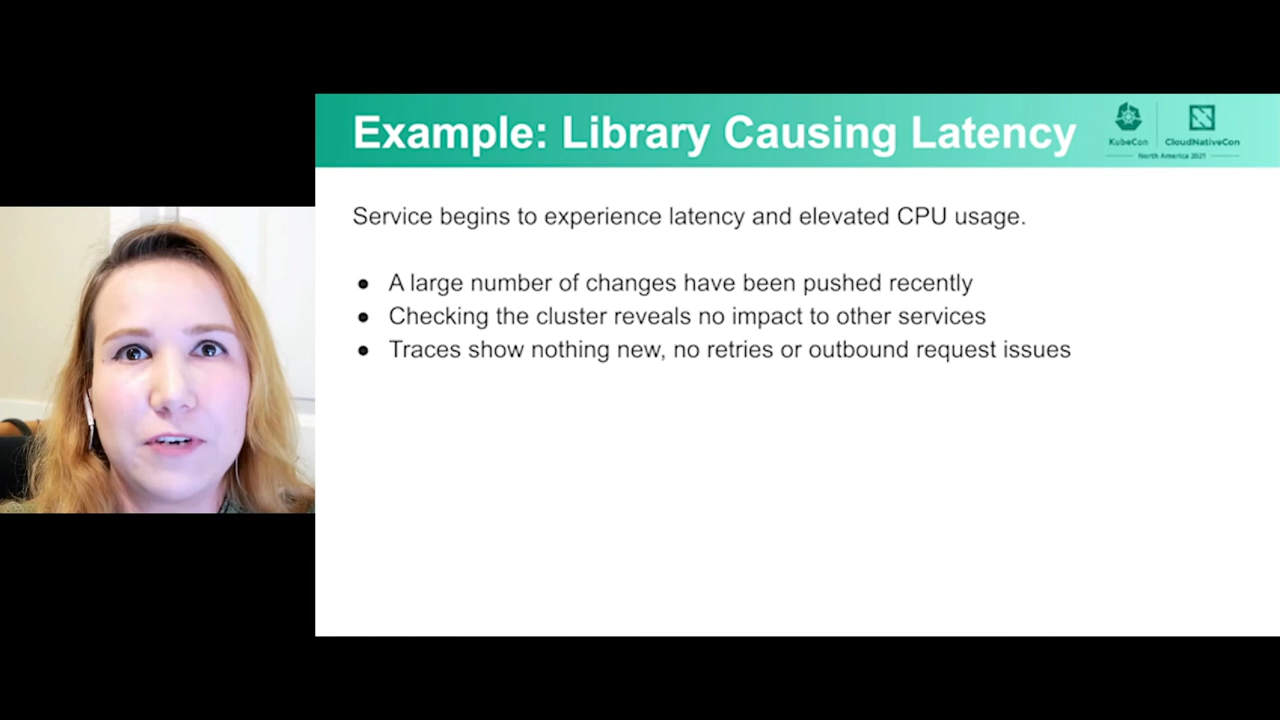 Example: Library Causing Latency
KubeCon
CloudNativeCon
North America 2021
Service begins to experience latency and elevated CPU usage.
● A large number of changes have been pushed recently
● Checking the cluster reveals no impact to other services
● Traces show nothing new, no retries or outbound request issues